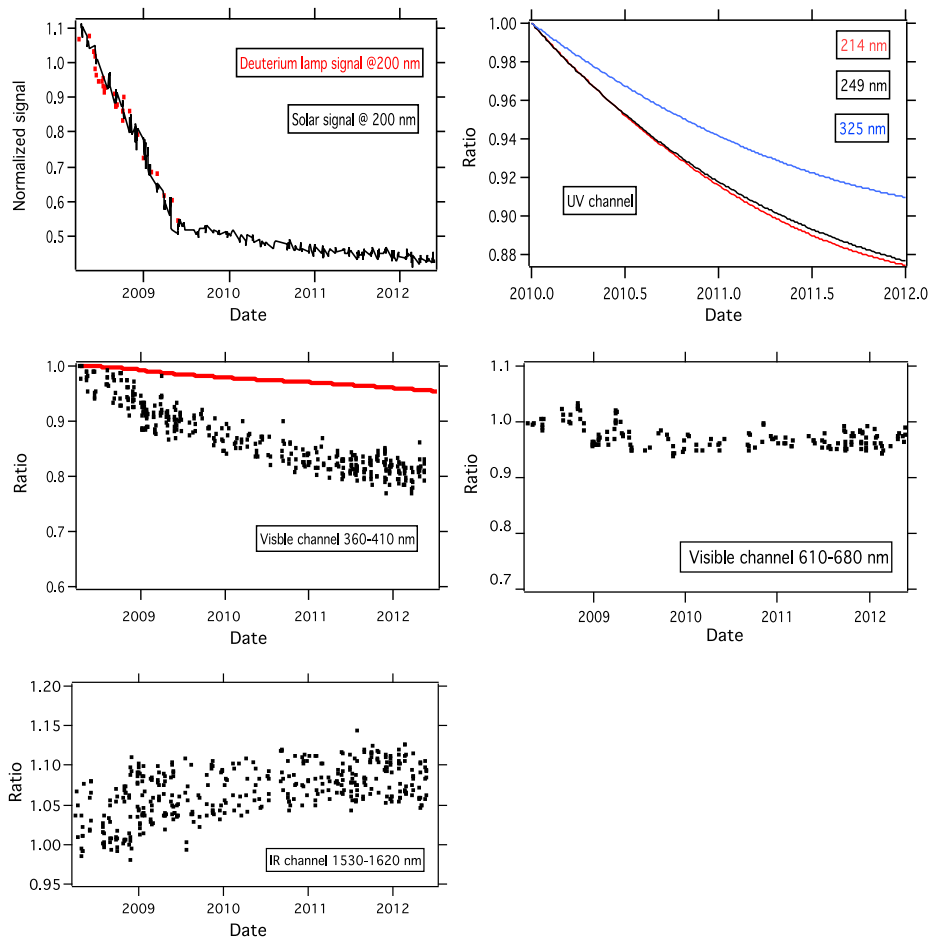 1.1
1.0
0.9
0.8
0.7
0.6
0.5
Normalized signal
Deuterium lamp signal @200 nm
Solar signal @ 200 nm
2009 2010 2011 2012
Date
1.00
0.98
0.96
0.94
0.92
0.90
0.88
Ratio
214 nm
249 nm
325 nm
UV channel
2010.0 2010.5 2011.0 2011.5 2012.0
Date
1.0
0.9
0.8
0.7
0.6
Ratio
Visble channel 360-410 nm
2009 2010 2011 2012
Date
1.1
1.0
0.9
0.8
0.7
Ratio
Visible channel 610-680 nm
2009 2010 2011 2012
Date
1.20
1.15
1.10
1.05
1.00
0.95
Ratio
IR channel 1530-1620 nm
2009 2010 2011 2012
Date